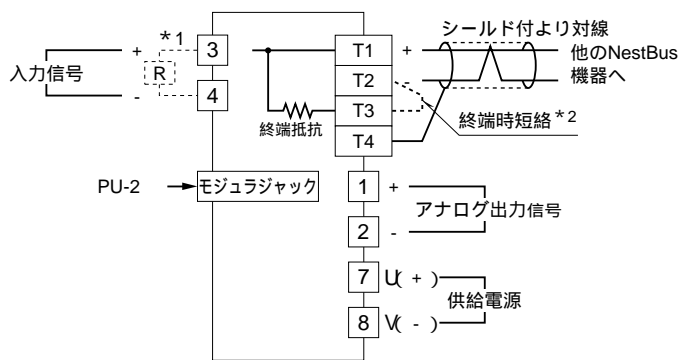 シールド付より対線
*1
3
+
入力信号
R
-
4
T1
+
他のNestBus
機器へ
T2
-
T3
終端抵抗
終端時短絡*2
T4
PU-2
モジュラジャック
1
+
アナログ出力信号
2
-
7
U( + )
供給電源
8
V( - )